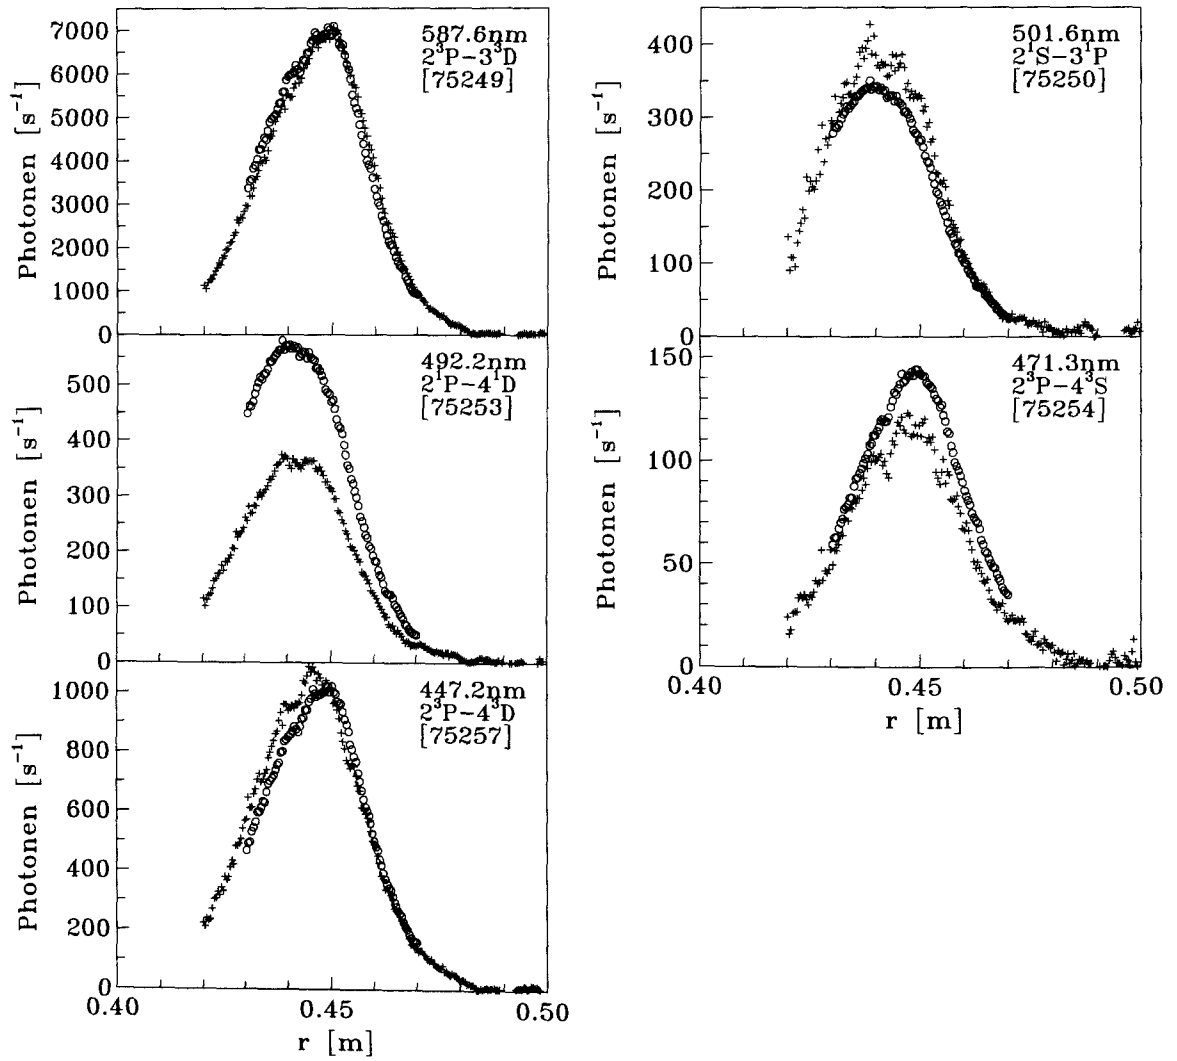 Photonen [s⁻¹]
7000
6000
5000
4000
3000
2000
1000
0
587.6nm
2³P−3³D
[75249]
Photonen [s⁻¹]
500
400
300
200
100
0
492.2nm
2¹P−4¹D
[75253]
Photonen [s⁻¹]
1000
800
600
400
200
0
447.2nm
2³P−4³D
[75257]
0.40
0.45
0.50
r [m]
Photonen [s⁻¹]
400
300
200
100
0
501.6nm
2¹S−3¹P
[75250]
Photonen [s⁻¹]
150
100
50
0
471.3nm
2³P−4³S
[75254]
0.40
0.45
0.50
r [m]